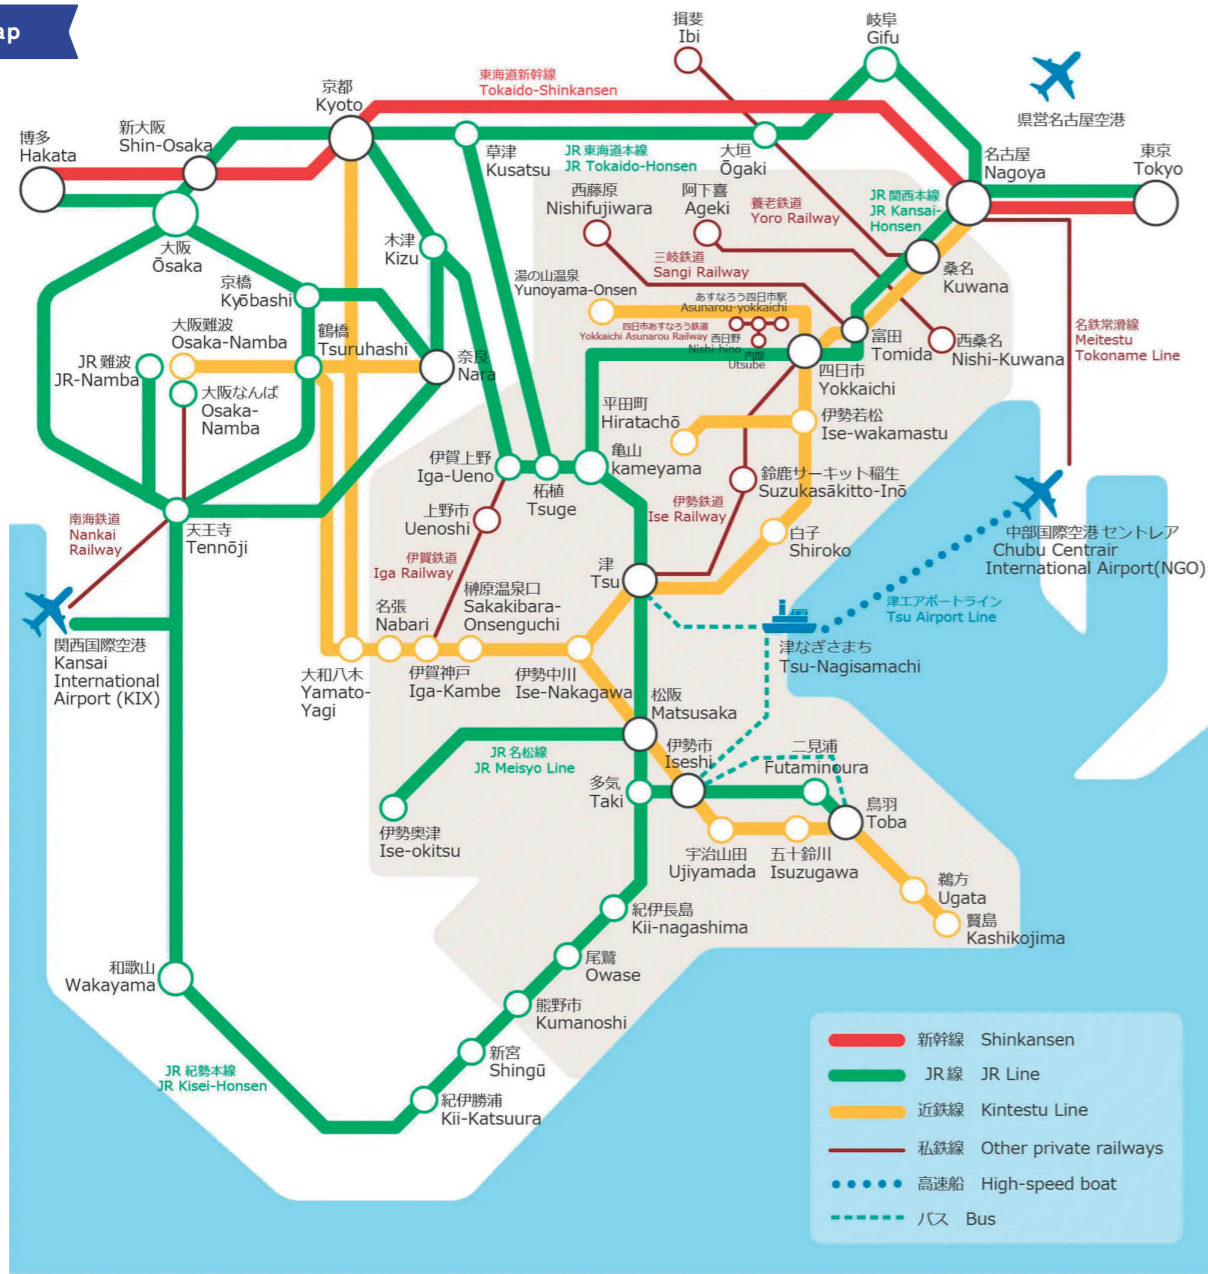 ap
揖斐
Ibi
岐阜
Gifu
県営名古屋空港
東海道新幹線
Tokaido-Shinkansen
京都
Kyoto
新大阪
Shin-Osaka
博多
Hakata
草津
Kusatsu
JR 東海道本線
JR Tokaido-Honsen
大垣
Ōgaki
名古屋
Nagoya
東京
Tokyo
西藤原
Nishifujiwara
阿下喜
Ageki
養老鉄道
Yoro Railway
JR 関西本線
JR Kansai-
Honsen
大阪
Ōsaka
木津
Kizu
三岐鉄道
Sangi Railway
桑名
Kuwana
湯の山温泉
Yunoyama-Onsen
あすなろう四日市駅
Asunarou-yokkaichi
四日市あすなろう鉄道
Yokkaichi Asunarou Railway
西日野
Nishi-hino
内部
Utsube
京橋
Kyōbashi
大阪難波
Osaka-Namba
鶴橋
Tsuruhashi
JR 難波
JR-Namba
大阪なんば
Osaka-
Namba
奈良
Nara
四日市
Yokkaichi
富田
Tomida
西桑名
Nishi-Kuwana
名鉄常滑線
Meitestu
Tokoname Line
平田町
Hiratachō
伊勢若松
Ise-wakamastu
伊賀上野
Iga-Ueno
柘植
Tsuge
亀山
kameyama
鈴鹿サーキット稲生
Suzukasākitto-Inō
伊勢鉄道
Ise Railway
上野市
Uenoshi
伊賀鉄道
Iga Railway
南海鉄道
Nankai
Railway
天王寺
Tennōji
白子
Shiroko
中部国際空港 セントレア
Chubu Centrair
International Airport(NGO)
津
Tsu
津エアポートライン
Tsu Airport Line
津なぎさまち
Tsu-Nagisamachi
関西国際空港
Kansai
International
Airport (KIX)
大和八木
Yamato-
Yagi
名張
Nabari
伊賀神戸
Iga-Kambe
榊原温泉口
Sakakibara-
Onsenguchi
伊勢中川
Ise-Nakagawa
松阪
Matsusaka
JR 名松線
JR Meisyo Line
伊勢奥津
Ise-okitsu
多気
Taki
伊勢市
Iseshi
二見浦
Futaminoura
鳥羽
Toba
宇治山田
Ujiyamada
五十鈴川
Isuzugawa
鵜方
Ugata
賢島
Kashikojima
紀伊長島
Kii-nagashima
尾鷲
Owase
熊野市
Kumanoshi
新宮
Shingū
紀伊勝浦
Kii-Katsuura
和歌山
Wakayama
JR 紀勢本線
JR Kisei-Honsen
新幹線 Shinkansen
JR 線 JR Line
近鉄線 Kintestu Line
私鉄線 Other private railways
高速船 High-speed boat
バス Bus